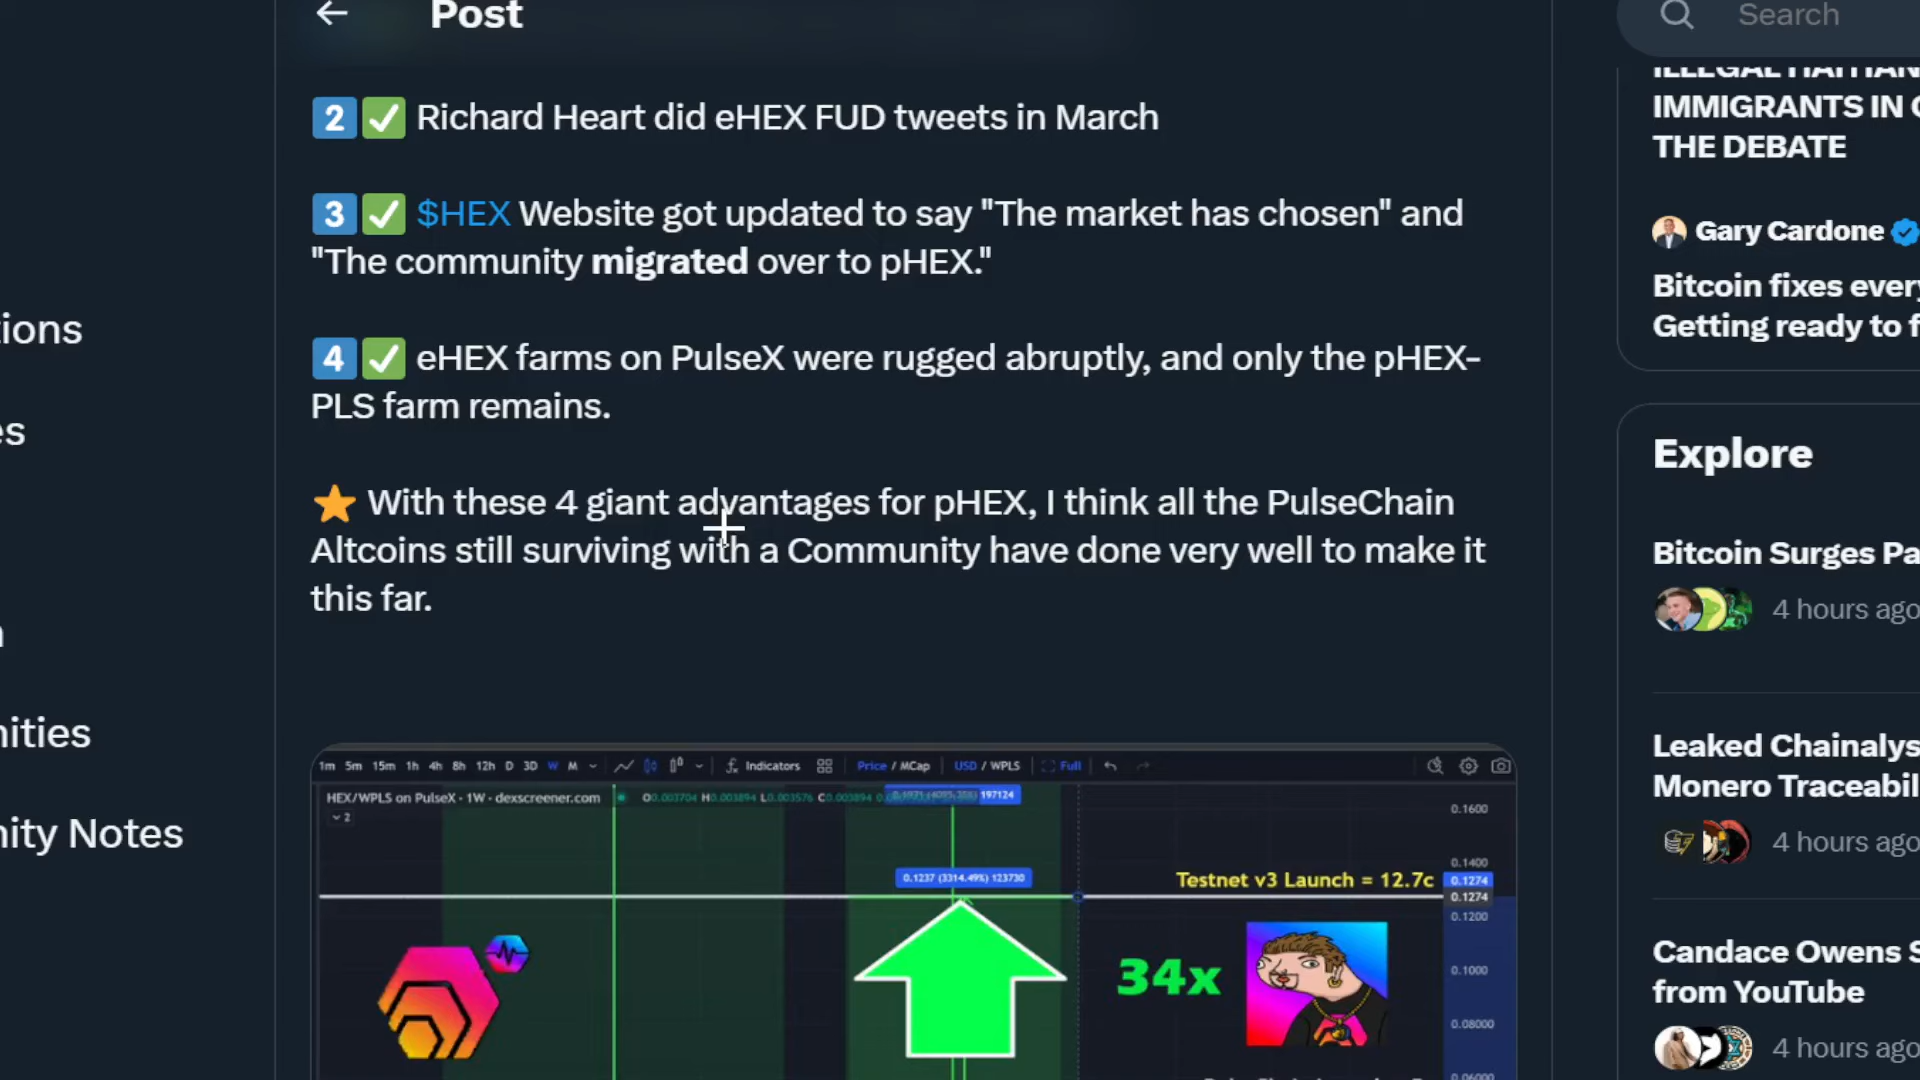 Post
Search
2 ✅ Richard Heart did eHEX FUD tweets in March
3 ✅ $HEX Website got updated to say "The market has chosen" and
"The community migrated over to pHEX."
4 ✅ eHEX farms on PulseX were rugged abruptly, and only the pHEX-
PLS farm remains.
⭐ With these 4 giant advantages for pHEX, I think all the PulseChain
Altcoins still surviving with a Community have done very well to make it
this far.
1m 5m 15m 1h 4h 8h 12h D 3D W M Indicators Price / MCap USD / WPLS Full
HEX/WPLS on PulseX · 1W · dexscreener.com O0.003704 H0.003894 L0.003576 C0.003894
2
197124
0.1237 (3314.49%) 123730
Testnet v3 Launch = 12.7c
34x
0.1600
0.1400
0.1274
0.1274
0.1200
0.1000
0.08000
tions
es
nities
nity Notes
IMMIGRANTS IN
THE DEBATE
Gary Cardone
Bitcoin fixes every
Getting ready to f
Explore
Bitcoin Surges Pa
4 hours ago
Leaked Chainalys
Monero Traceabil
4 hours ago
Candace Owens S
from YouTube
4 hours ago